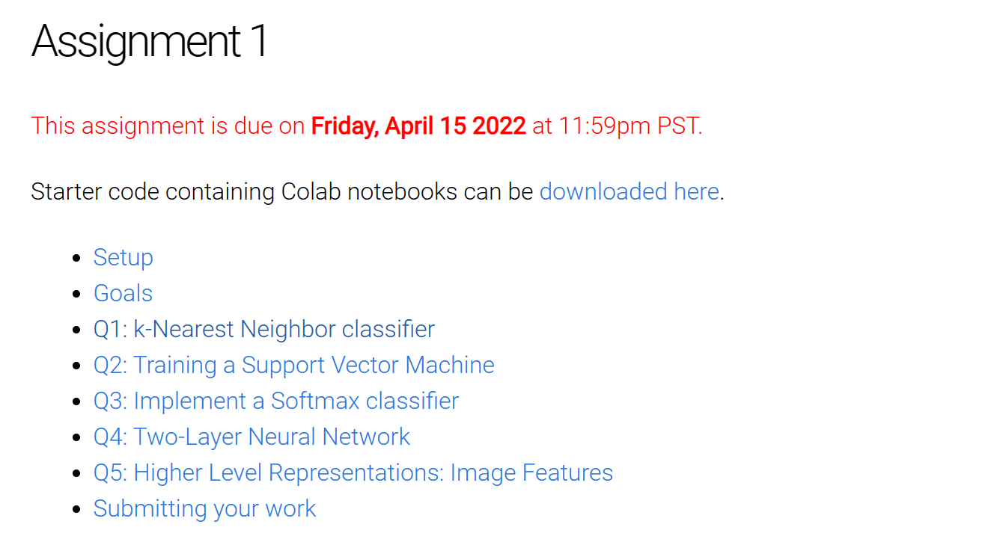 Assignment 1
This assignment is due on Friday, April 15 2022 at 11:59pm PST.
Starter code containing Colab notebooks can be downloaded here.
Setup
Goals
Q1: k-Nearest Neighbor classifier
Q2: Training a Support Vector Machine
Q3: Implement a Softmax classifier
Q4: Two-Layer Neural Network
Q5: Higher Level Representations: Image Features
Submitting your work